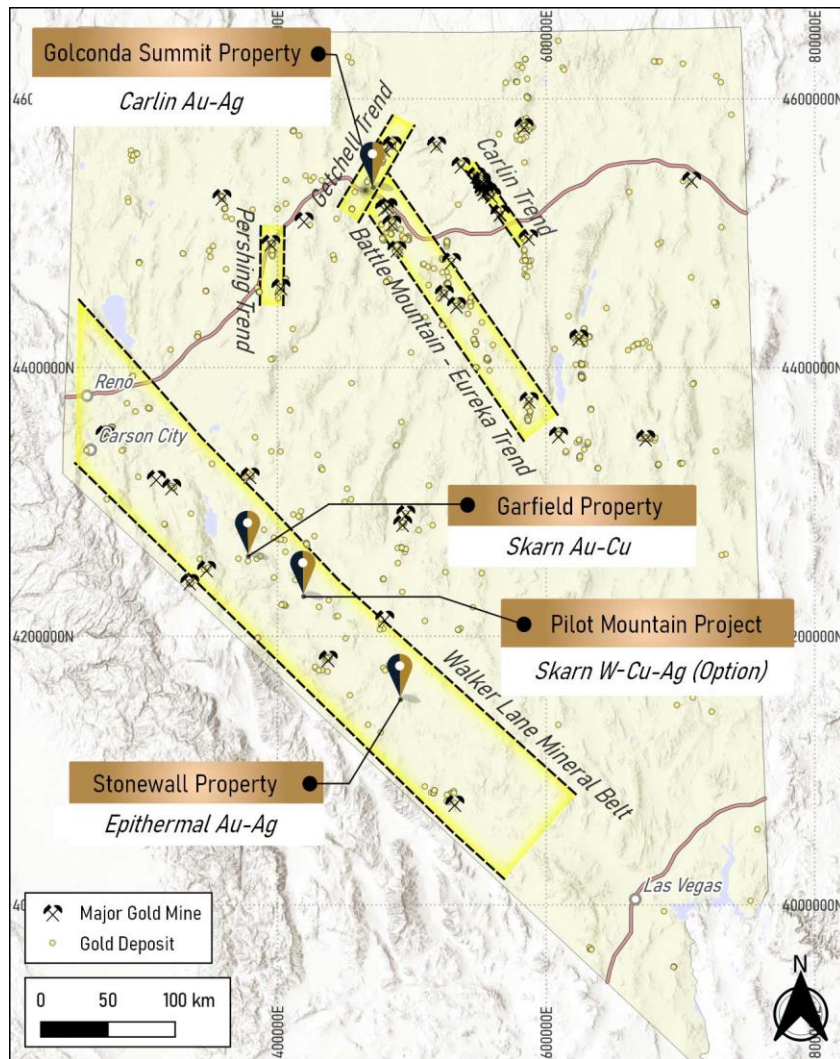 400000E
600000E
800000E
Golconda Summit Property
Carlin Au-Ag
4600000N
Getchell Trend
Carlin Trend
Pershing Trend
Battle Mountain - Eureka Trend
4400000N
4400000N
Reno
Carson City
Garfield Property
Skarn Au-Cu
4200000N
Pilot Mountain Project
Skarn W-Cu-Ag (Option)
Walker Lane Mineral Belt
Stonewall Property
Epithermal Au-Ag
Las Vegas
4000000N
Major Gold Mine
Gold Deposit
0 50 100 km
N
400000E
600000E